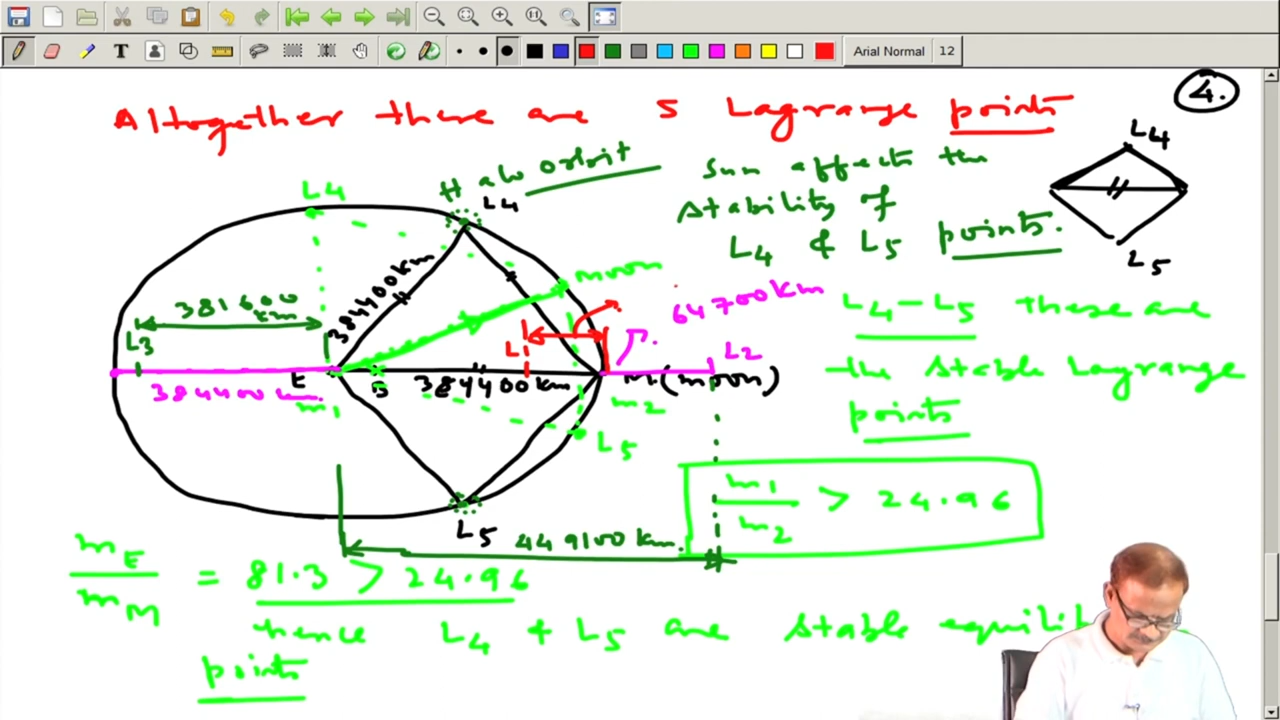 T
Arial Normal 12
4.
Altogether there are 5 Lagrange points
Halo orbit
Sun affects the
stability of
L4 & L5 points.
L4
L5
L4
L4
moon
384400 km
381600 km
64700 km
L3
L1
L2
E
B
384400 km
M (moon)
384400 km.
m1
m2
L5
L5
L4-L5 these are
the stable Lagrange
points
m1/m2 > 24.96
449100 km.
mE/mM = 81.3 > 24.96
hence L4 & L5 are stable
points